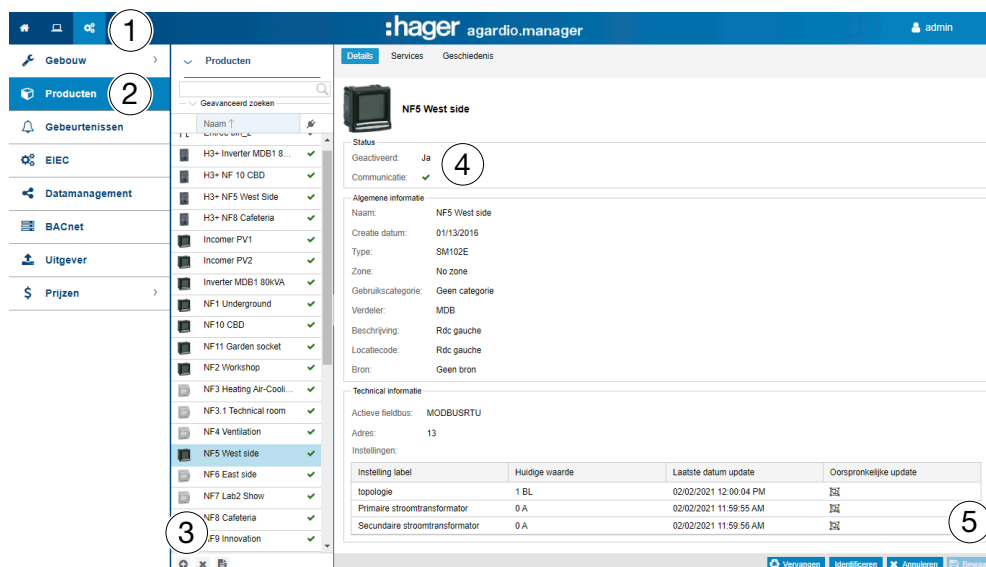 1
:hager agardio.manager
admin
Gebouw
Producten
2
Gebeurtenissen
EIEC
Datamanagement
BACnet
Uitgever
Prijzen
Producten
Geavanceerd zoeken
Naam ↑
H3+ Inverter MDB1 8...
H3+ NF 10 CBD
H3+ NF5 West Side
H3+ NF8 Cafeteria
Incomer PV1
Incomer PV2
Inverter MDB1 80kVA
NF1 Underground
NF10 CBD
NF11 Garden socket
NF2 Workshop
NF3 Heating Air-Cooli...
NF3.1 Technical room
NF4 Ventilation
NF5 West side
NF6 East side
NF7 Lab2 Show
NF8 Cafeteria
3
NF9 Innovation
Details Services Geschiedenis
NF5 West side
Status
Geactiveerd: Ja
4
Communicatie:
Algemene informatie
Naam: NF5 West side
Creatie datum: 01/13/2016
Type: SM102E
Zone: No zone
Gebruikscategorie: Geen categorie
Verdeler: MDB
Beschrijving: Rdc gauche
Locatiecode: Rdc gauche
Bron: Geen bron
Technical informatie
Actieve fieldbus: MODBUSRTU
Adres: 13
Instellingen:
Instelling label Huidige waarde Laatste datum update Oorspronkelijke update
topologie 1 BL 02/02/2021 12:00:04 PM
Primaire stroomtransformator 0 A 02/02/2021 11:59:55 AM
Secundaire stroomtransformator 0 A 02/02/2021 11:59:56 AM
5
Vervangen Identificeren Annuleren